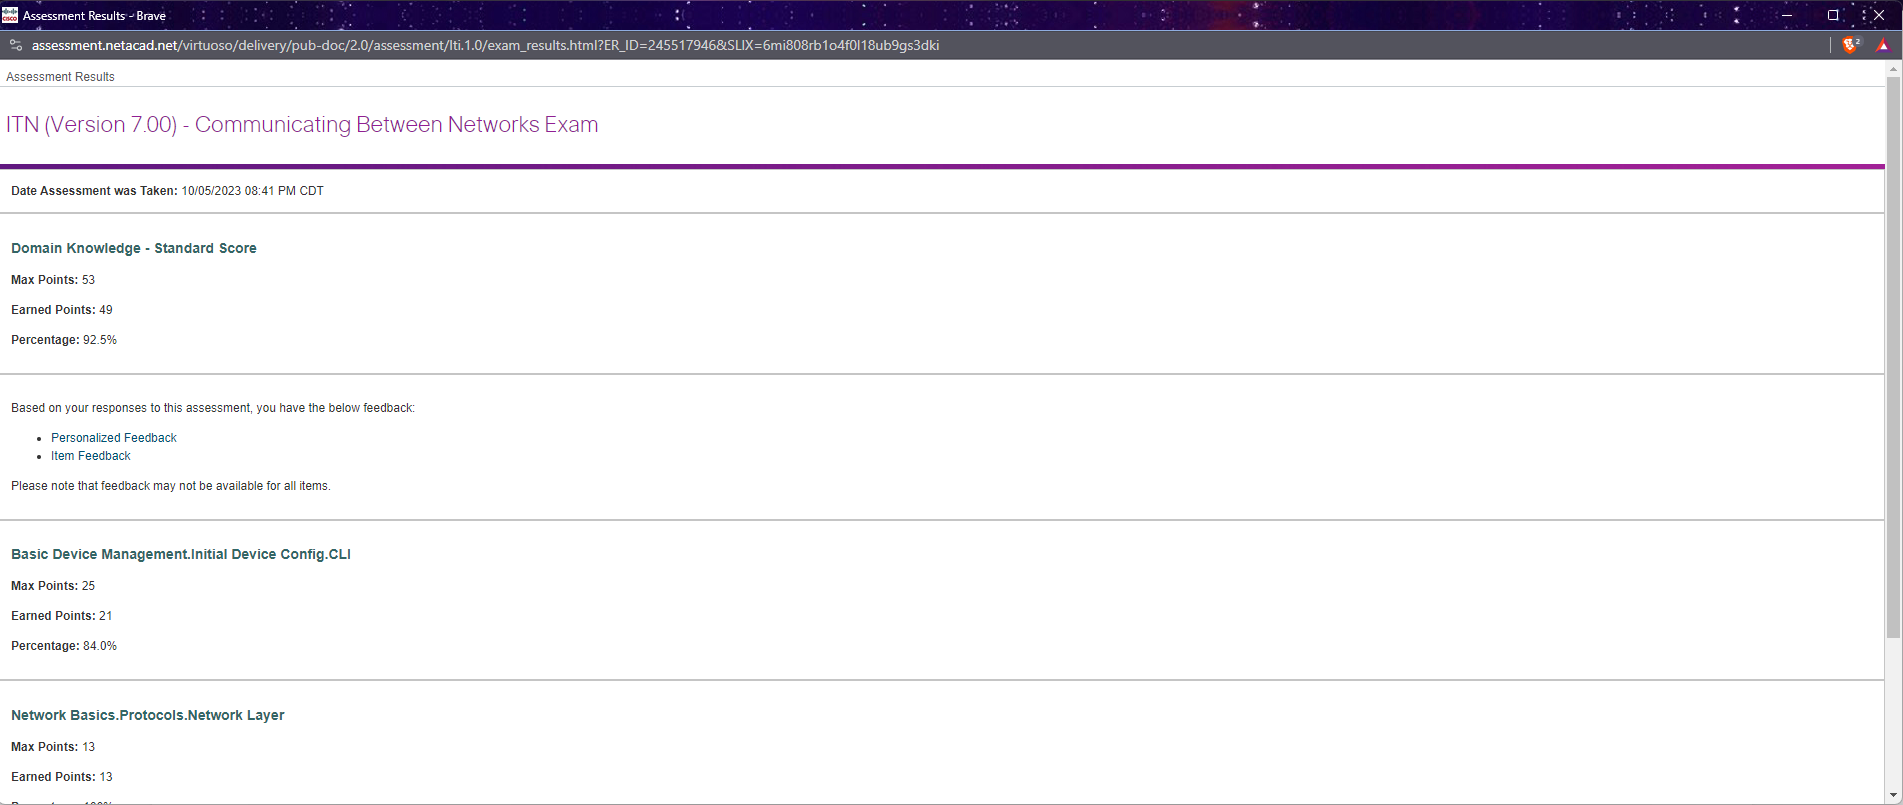 Assessment Results - Brave
assessment.netacad.net/virtuoso/delivery/pub-doc/2.0/assessment/lti.1.0/exam_results.html?ER_ID=245517946&SLIX=6mi808rb1o4f0l18ub9gs3dki
2
Assessment Results
ITN (Version 7.00) - Communicating Between Networks Exam
Date Assessment was Taken: 10/05/2023 08:41 PM CDT
Domain Knowledge - Standard Score
Max Points: 53
Earned Points: 49
Percentage: 92.5%
Based on your responses to this assessment, you have the below feedback:
• Personalized Feedback
• Item Feedback
Please note that feedback may not be available for all items.
Basic Device Management.Initial Device Config.CLI
Max Points: 25
Earned Points: 21
Percentage: 84.0%
Network Basics.Protocols.Network Layer
Max Points: 13
Earned Points: 13